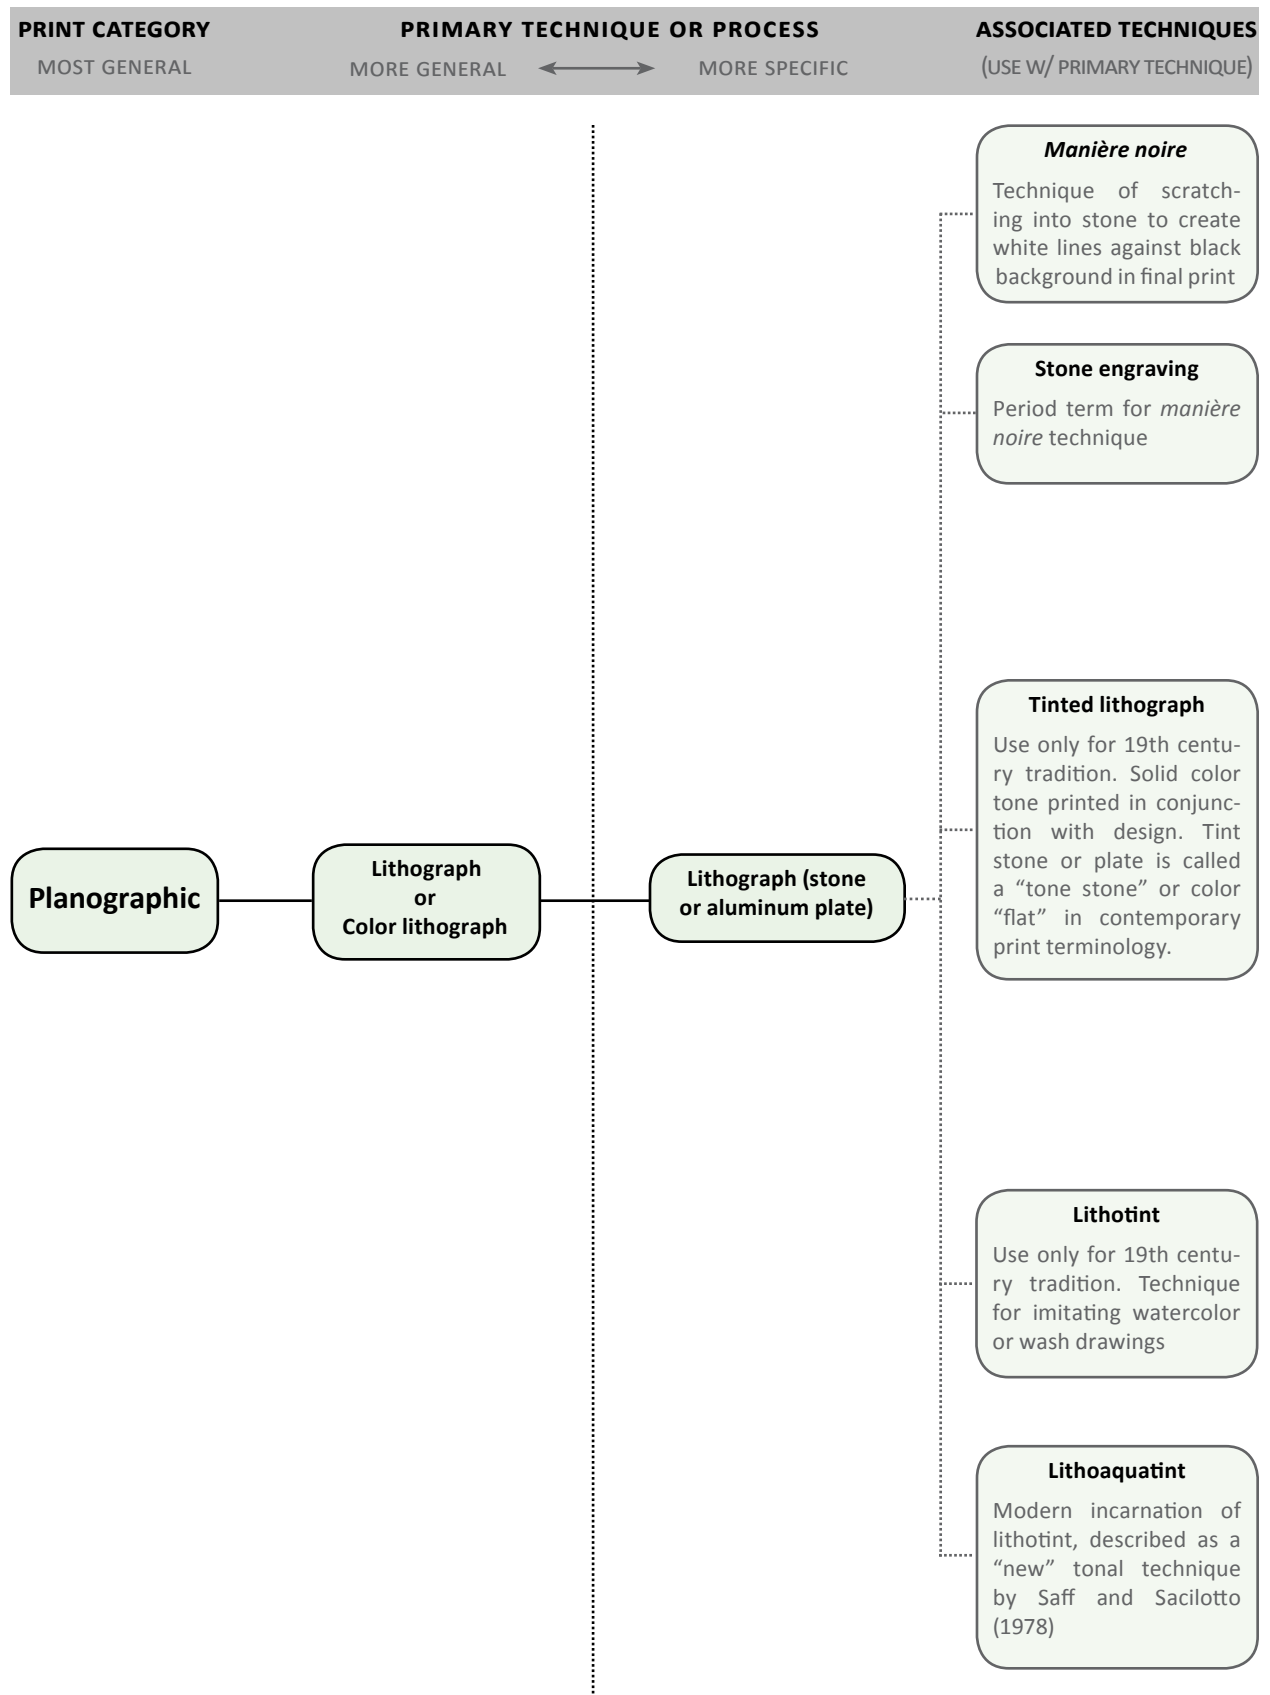 PRINT CATEGORY
PRIMARY TECHNIQUE OR PROCESS
ASSOCIATED TECHNIQUES
MOST GENERAL
MORE GENERAL
MORE SPECIFIC
(USE W/ PRIMARY TECHNIQUE)
Planographic
Lithograph
or
Color lithograph
Lithograph (stone
or aluminum plate)
Manière noire
Technique of scratch-
ing into stone to create
white lines against black
background in final print
Stone engraving
Period term for manière
noire technique
Tinted lithograph
Use only for 19th centu-
ry tradition. Solid color
tone printed in conjunc-
tion with design. Tint
stone or plate is called
a “tone stone” or color
“flat” in contemporary
print terminology.
Lithotint
Use only for 19th centu-
ry tradition. Technique
for imitating watercolor
or wash drawings
Lithoaquatint
Modern incarnation of
lithotint, described as a
“new” tonal technique
by Saff and Sacilotto
(1978)